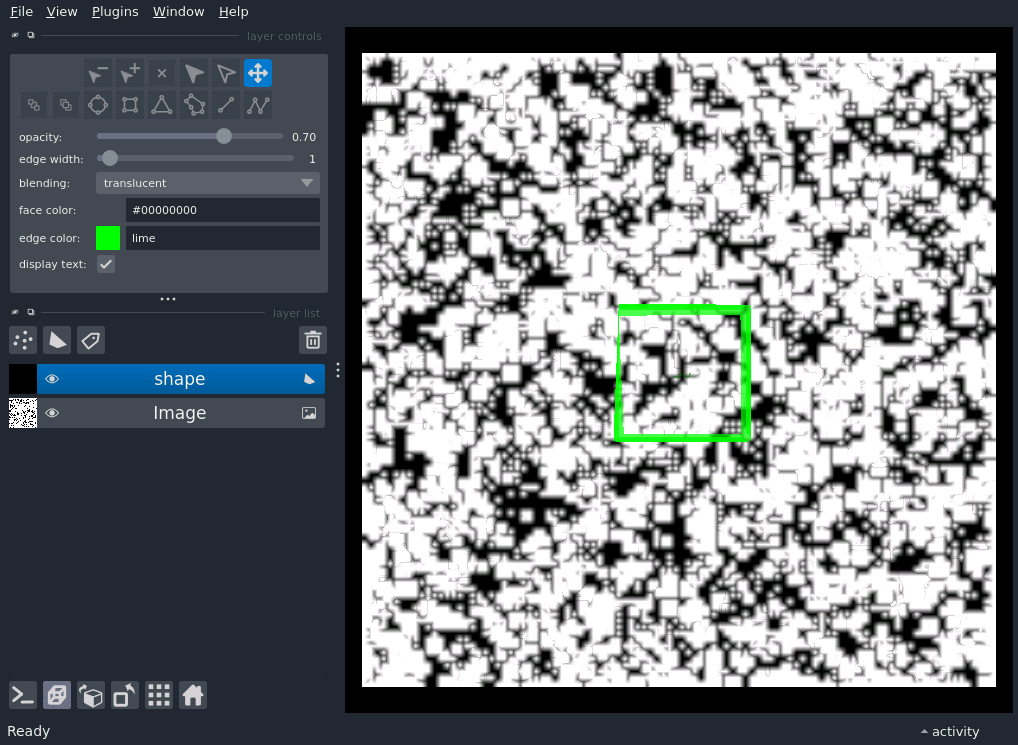 File View Plugins Window Help
layer controls
opacity: 0.70
edge width: 1
blending: translucent
face color: #00000000
edge color: lime
display text:
layer list
shape
Image
Ready activity